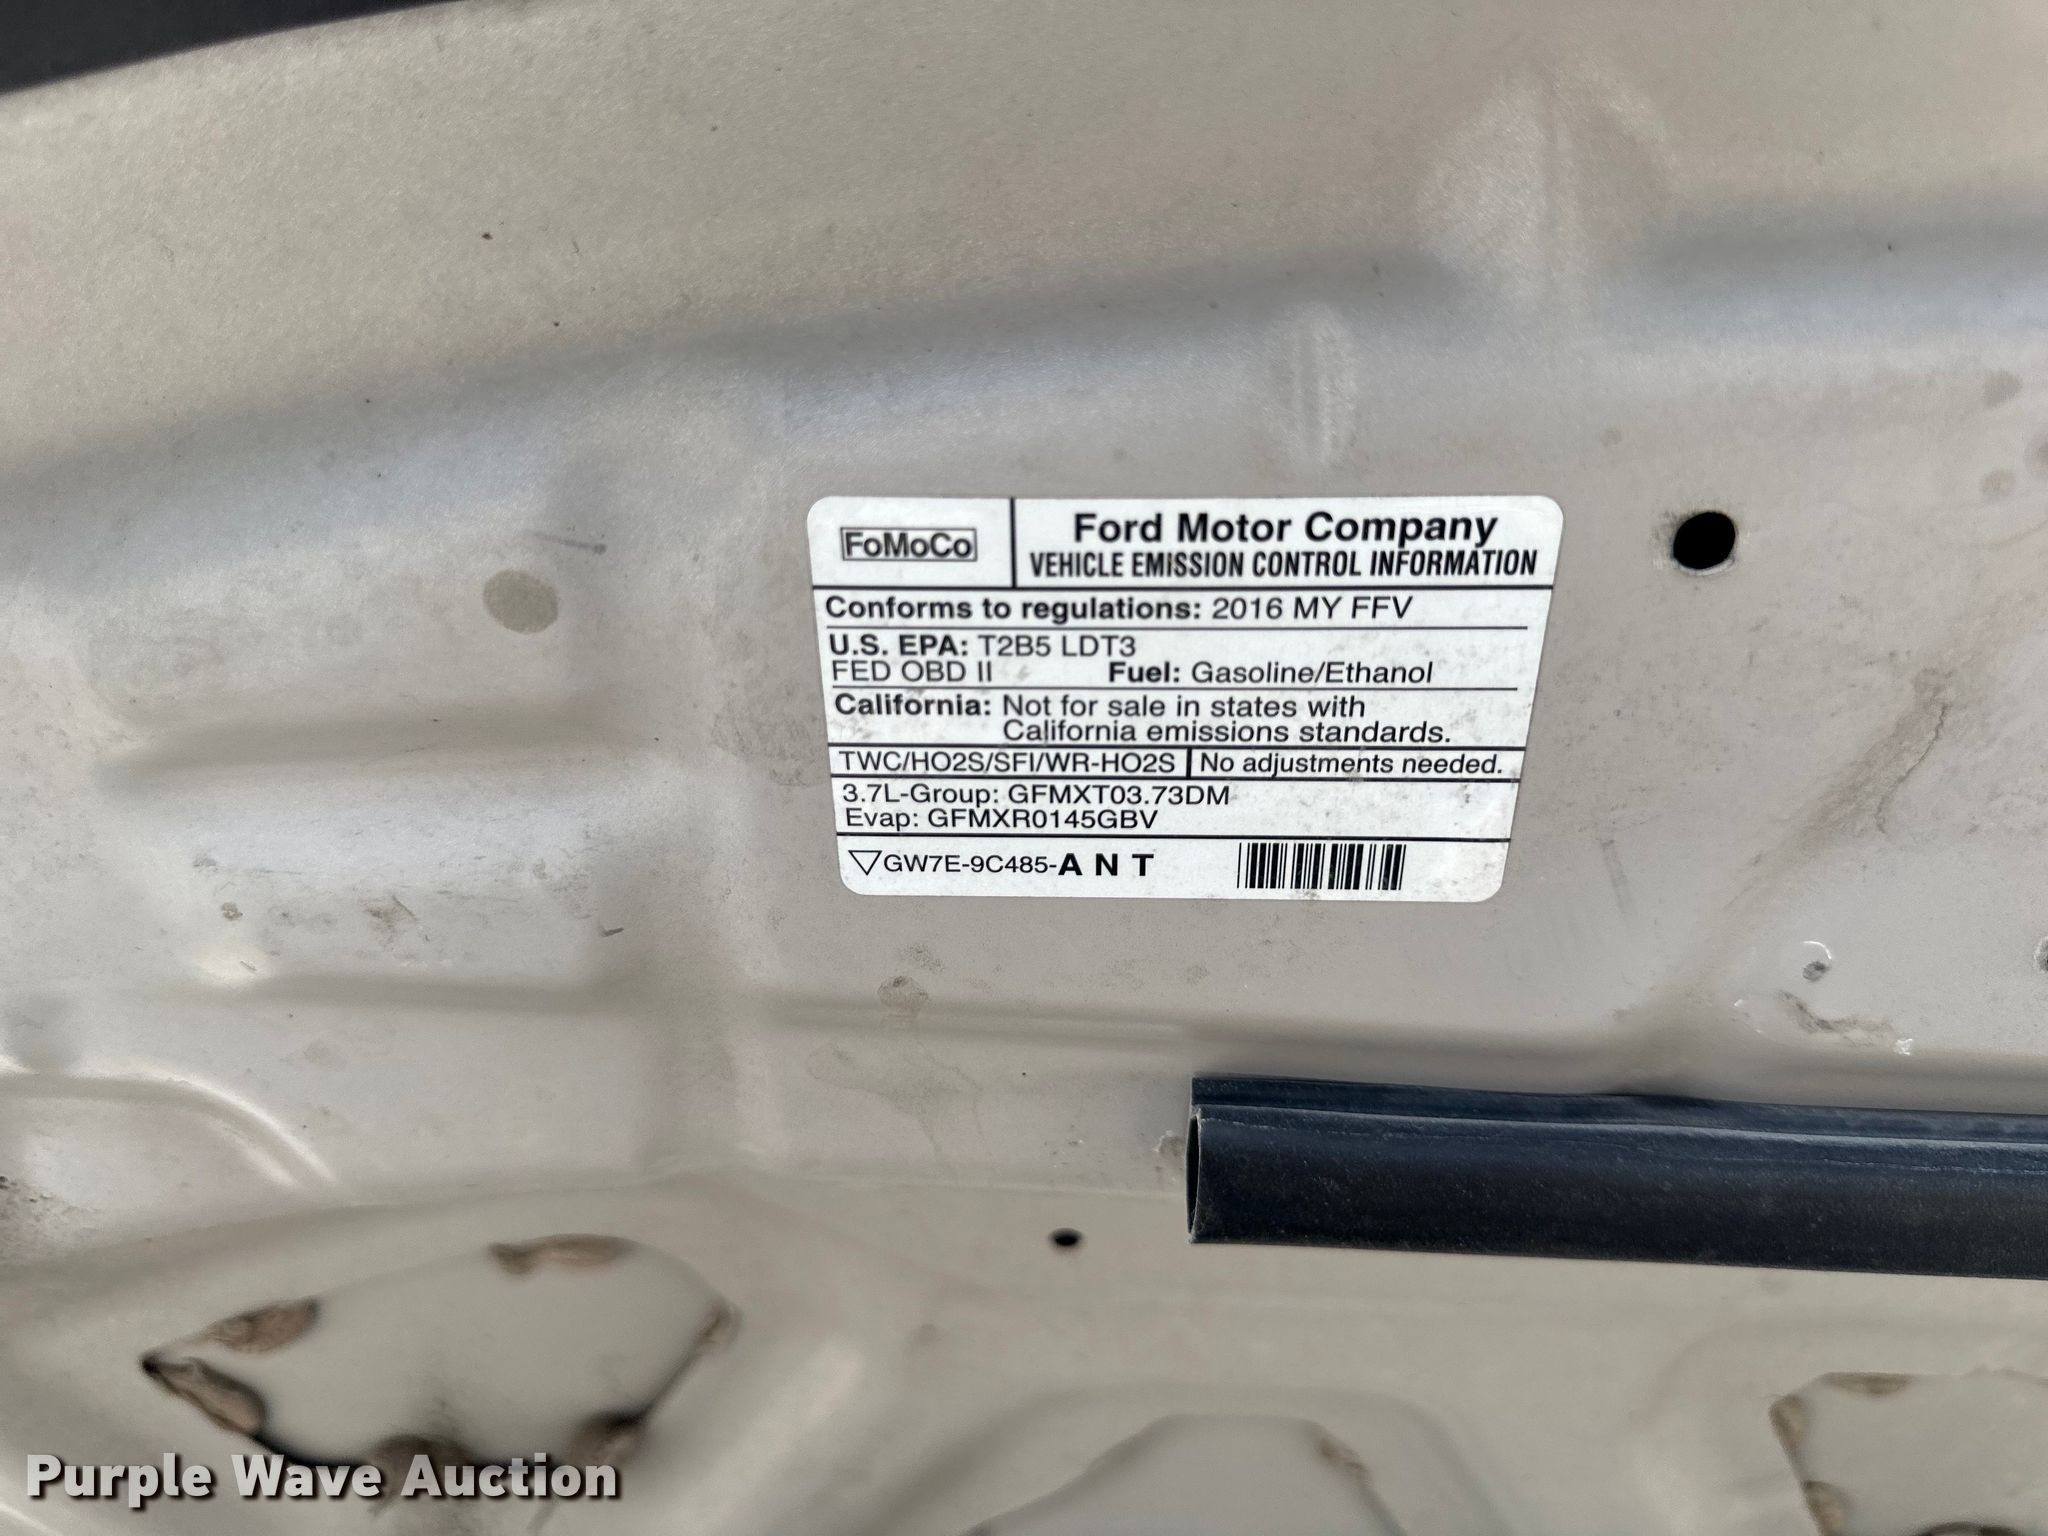 FoMoCo
Ford Motor Company
VEHICLE EMISSION CONTROL INFORMATION
Conforms to regulations: 2016 MY FFV
U.S. EPA: T2B5 LDT3
FED OBD II Fuel: Gasoline/Ethanol
California: Not for sale in states with
California emissions standards.
TWC/HO2S/SFI/WR-HO2S No adjustments needed.
3.7L-Group: GFMXT03.73DM
Evap: GFMXR0145GBV
GW7E-9C485-A N T
Purple Wave Auction